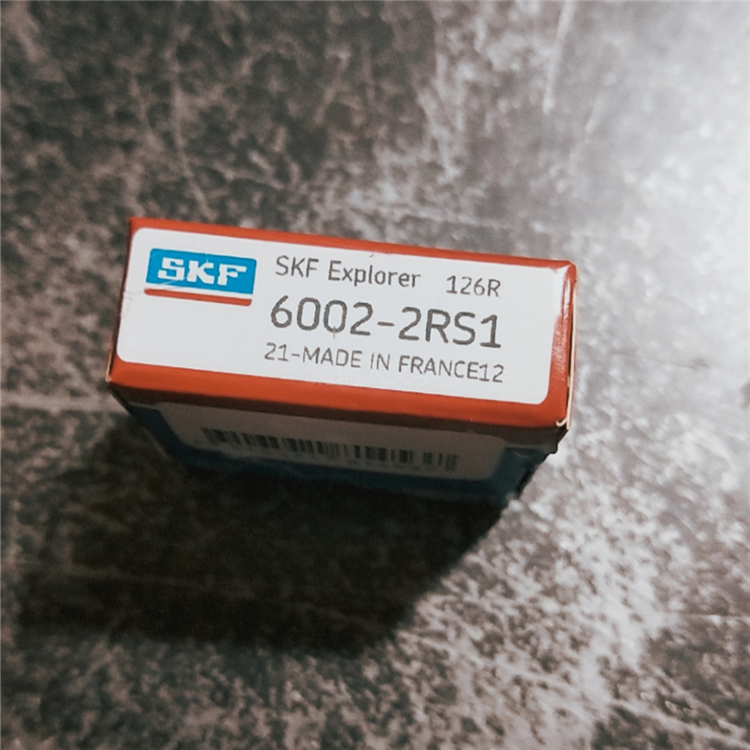 SKF
SKF Explorer 126R
6002-2RS1
21-MADE IN FRANCE12